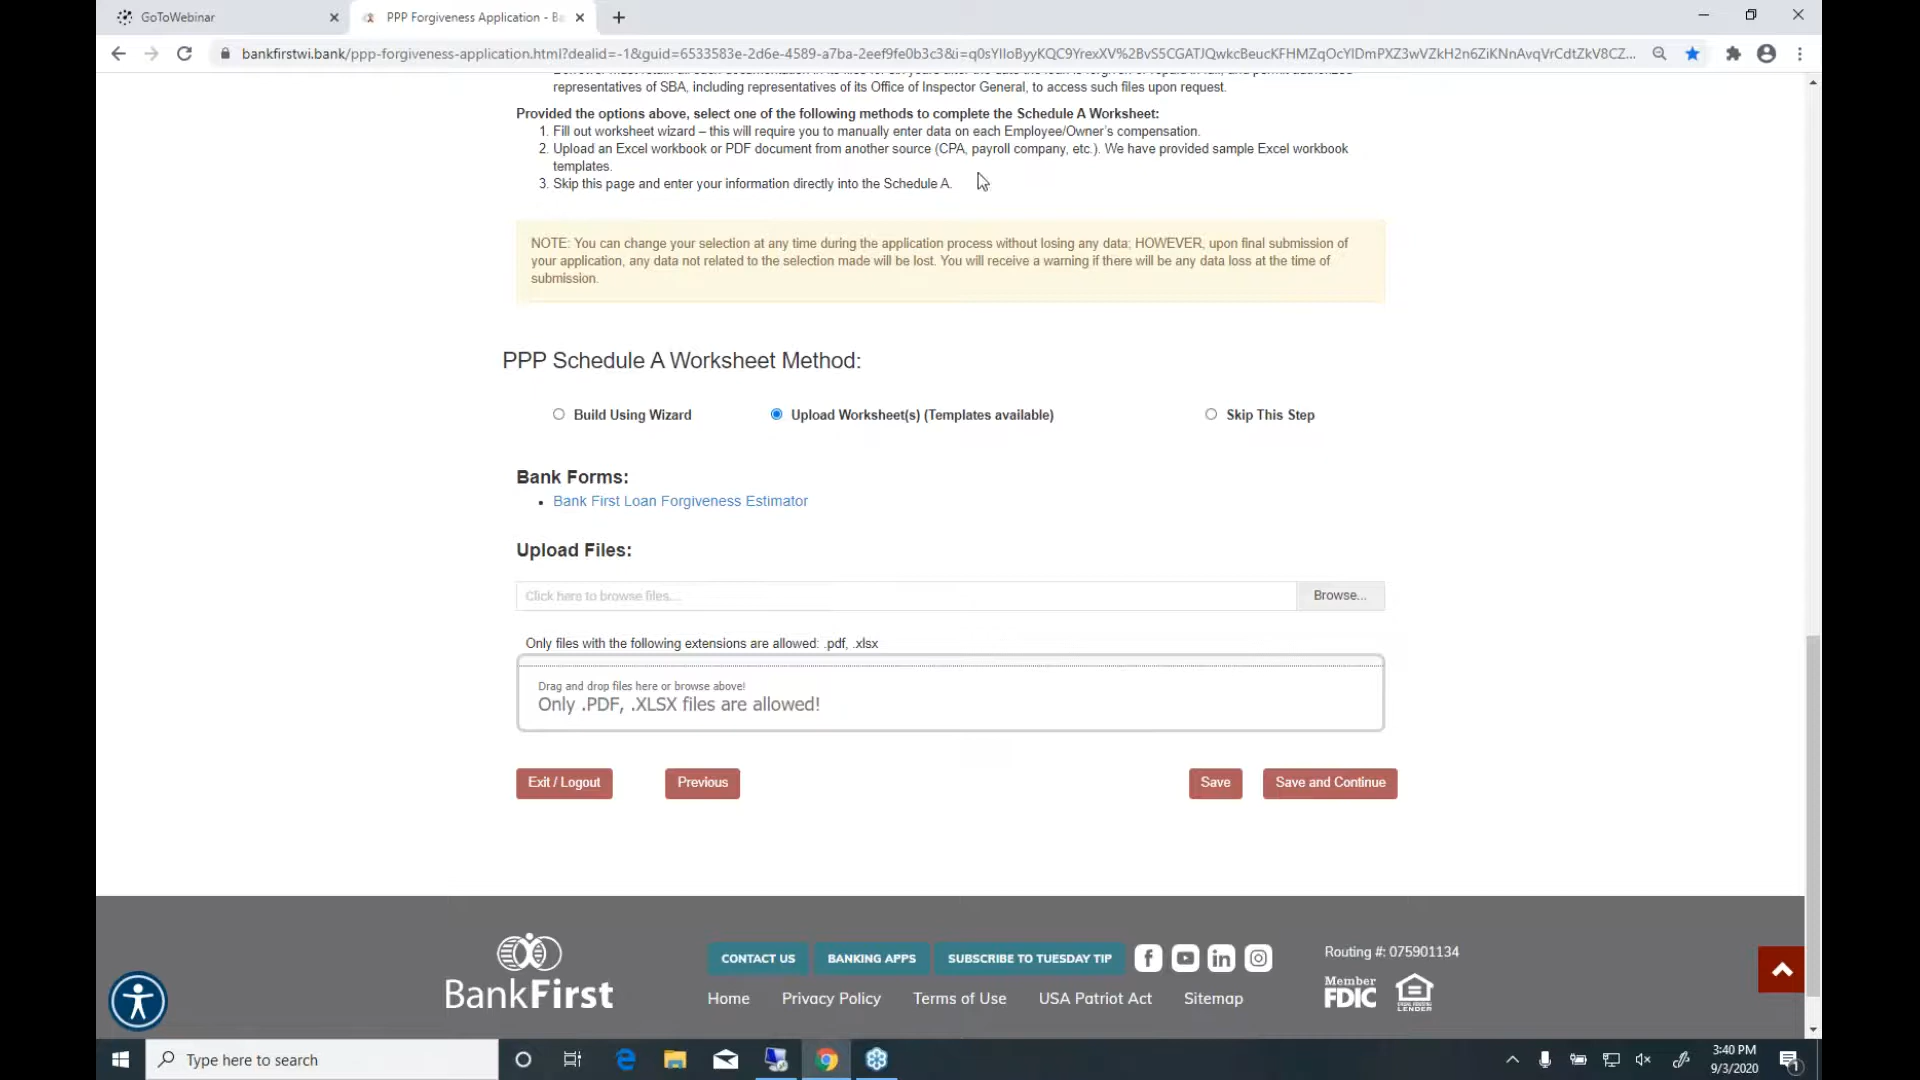 GoToWebinar
PPP Forgiveness Application - Ba
bankfirstwi.bank/ppp-forgiveness-application.html?dealid=-1&guid=6533583e-2d6e-4589-a7ba-2eef9fe0b3c3&i=q0sYIloByyKQC9YrexXV%2BvS5CGATJQwkcBeucKFHMZqOcYlDmPXZ3wVZkH2n6ZiKNnAvqVrCdtZkV8CZ...
representatives of SBA, including representatives of its Office of Inspector General, to access such files upon request.
Provided the options above, select one of the following methods to complete the Schedule A Worksheet:
1. Fill out worksheet wizard – this will require you to manually enter data on each Employee/Owner's compensation.
2. Upload an Excel workbook or PDF document from another source (CPA, payroll company, etc.). We have provided sample Excel workbook
templates.
3. Skip this page and enter your information directly into the Schedule A.
NOTE: You can change your selection at any time during the application process without losing any data; HOWEVER, upon final submission of
your application, any data not related to the selection made will be lost. You will receive a warning if there will be any data loss at the time of
submission.
PPP Schedule A Worksheet Method:
Build Using Wizard
Upload Worksheet(s) (Templates available)
Skip This Step
Bank Forms:
Bank First Loan Forgiveness Estimator
Upload Files:
Click here to browse files....
Browse...
Only files with the following extensions are allowed: .pdf, .xlsx
Drag and drop files here or browse above!
Only .PDF, .XLSX files are allowed!
Exit / Logout
Previous
Save
Save and Continue
BankFirst
CONTACT US
BANKING APPS
SUBSCRIBE TO TUESDAY TIP
Home
Privacy Policy
Terms of Use
USA Patriot Act
Sitemap
Routing #: 075901134
Member
FDIC
EQUAL HOUSING
LENDER
Type here to search
3:40 PM
9/3/2020
1